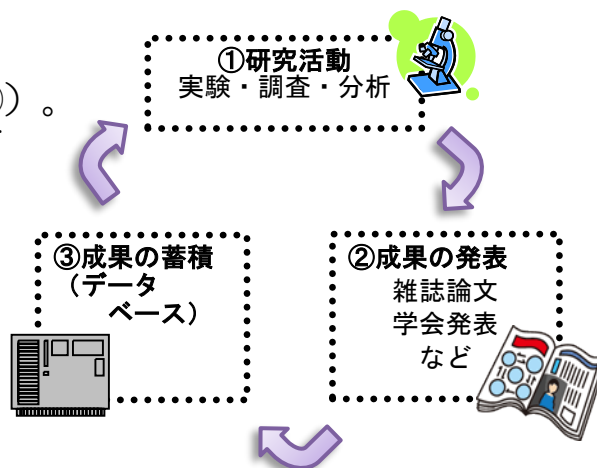 ①研究活動
実験・調査・分析
）。
③成果の蓄積
（データ
ベース）
②成果の発表
雑誌論文
学会発表
など